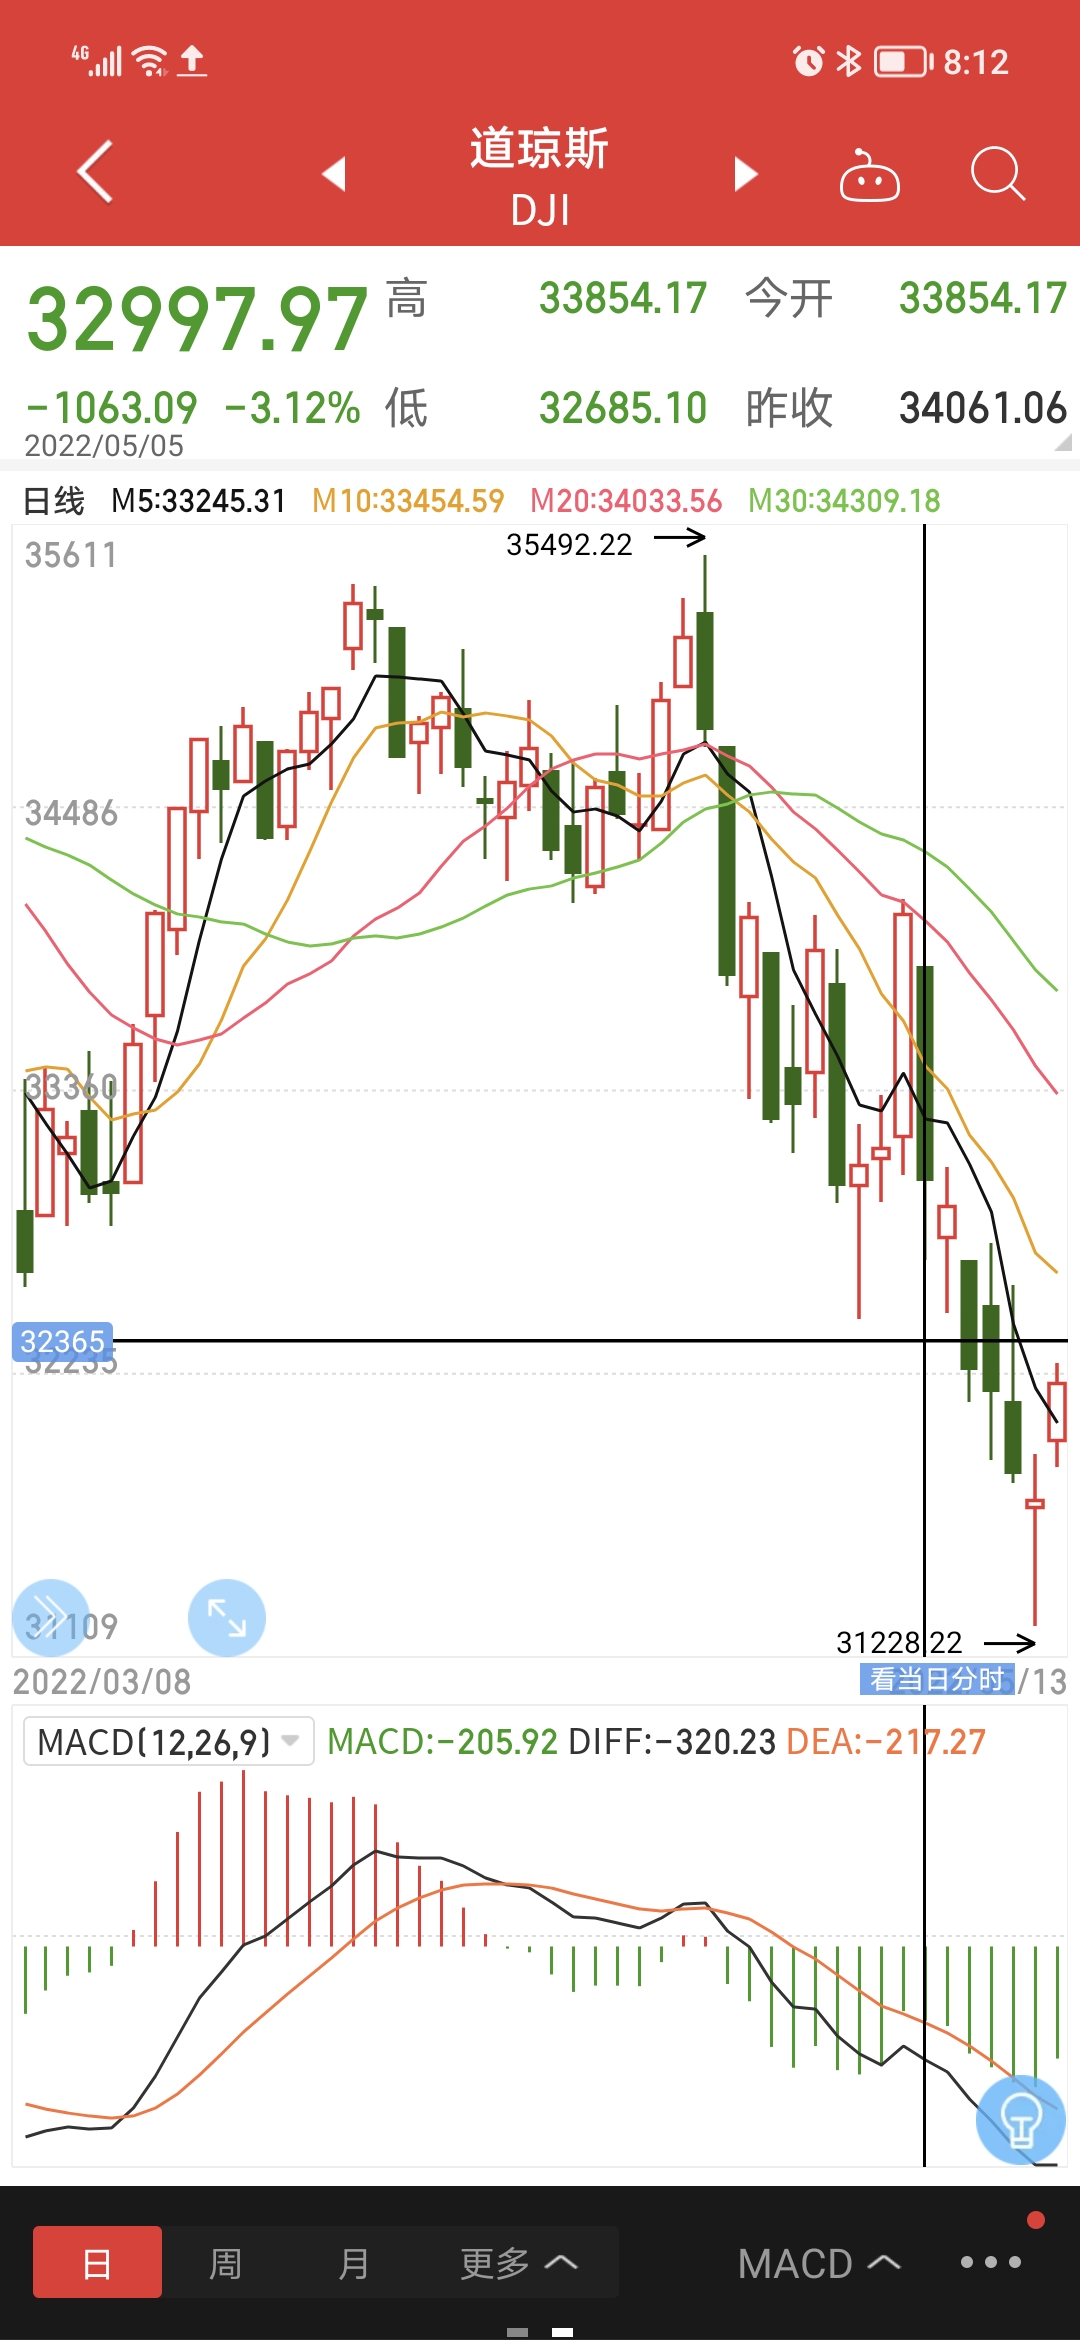 4G 8:12
道琼斯
DJI
32997.97 高 33854.17 今开 33854.17
-1063.09 -3.12% 低 32685.10 昨收 34061.06
2022/05/05
日线 M5:33245.31 M10:33454.59 M20:34033.56 M30:34309.18
35492.22
35611
34486
33360
32365
32235
31109
31228.22
2022/03/08 看当日分时 /13
MACD(12,26,9) MACD:-205.92 DIFF:-320.23 DEA:-217.27
日 周 月 更多 MACD